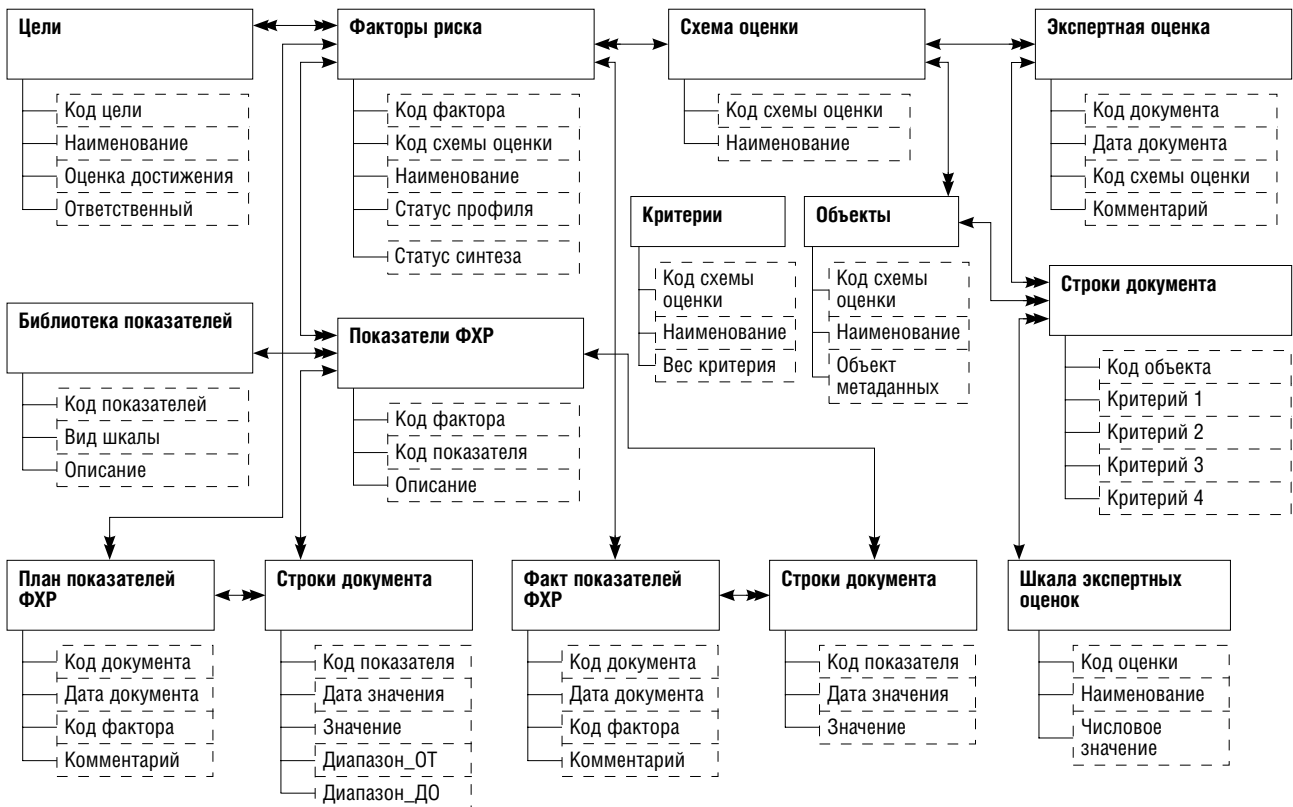 Цели
Код цели
Наименование
Оценка достижения
Ответственный
Факторы риска
Код фактора
Код схемы оценки
Наименование
Статус профиля
Статус синтеза
Схема оценки
Код схемы оценки
Наименование
Экспертная оценка
Код документа
Дата документа
Код схемы оценки
Комментарий
Критерии
Код схемы
оценки
Наименование
Вес критерия
Объекты
Код схемы
оценки
Наименование
Объект
метаданных
Строки документа
Код объекта
Критерий 1
Критерий 2
Критерий 3
Критерий 4
Библиотека показателей
Код показателей
Вид шкалы
Описание
Показатели ФХР
Код фактора
Код показателя
Описание
План показателей
ФХР
Код документа
Дата документа
Код фактора
Комментарий
Строки документа
Код показателя
Дата значения
Значение
Диапазон_ОТ
Диапазон_ДО
Факт показателей
ФХР
Код документа
Дата документа
Код фактора
Комментарий
Строки документа
Код показателя
Дата значения
Значение
Шкала экспертных
оценок
Код оценки
Наименование
Числовое
значение